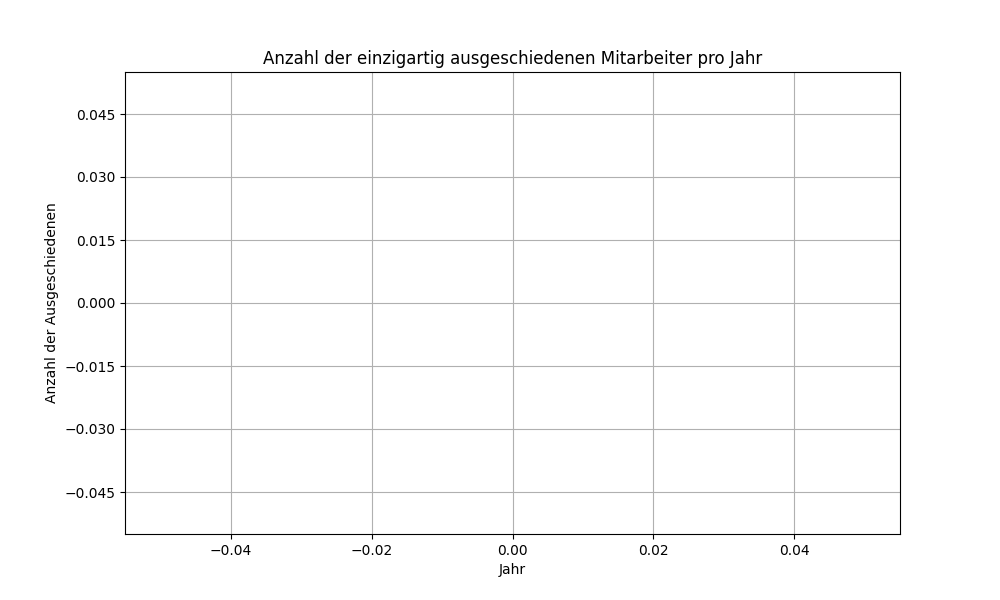 Anzahl der einzigartig ausgeschiedenen Mitarbeiter pro Jahr
0.045
0.030
0.015
0.000
−0.015
−0.030
−0.045
Anzahl der Ausgeschiedenen
−0.04 −0.02 0.00 0.02 0.04
Jahr